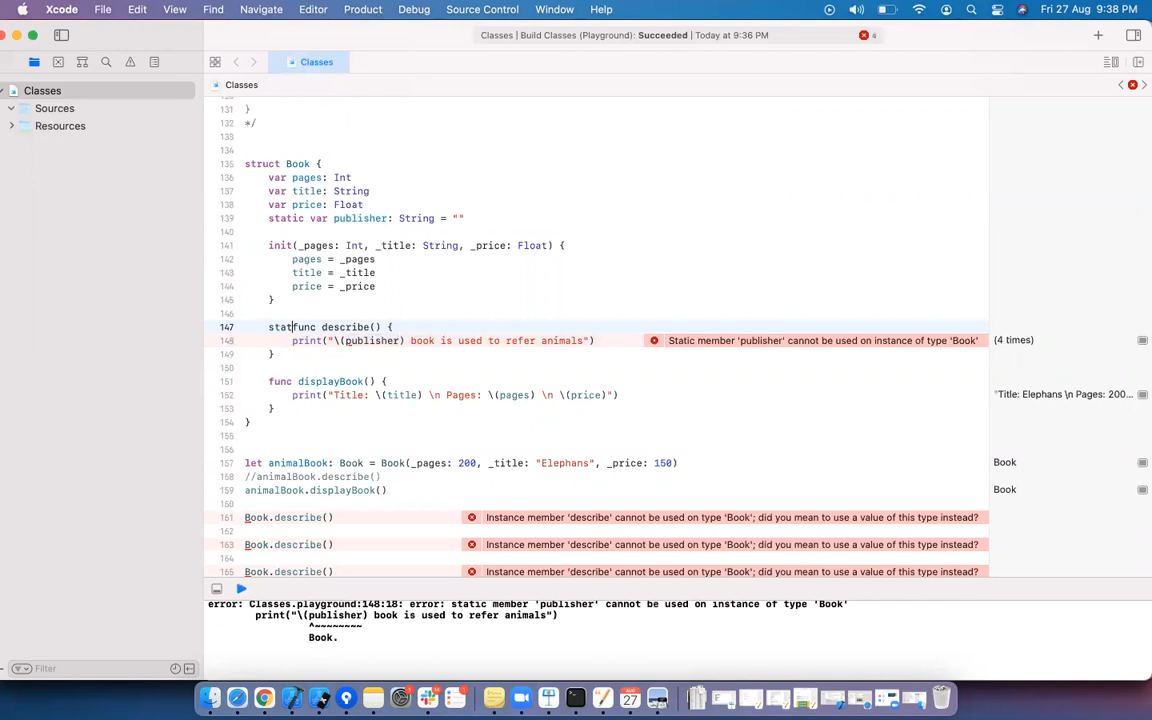 Xcode File Edit View Find Navigate Editor Product Debug Source Control Window Help Fri 27 Aug 9:38 PM
Classes | Build Classes (Playground): Succeeded | Today at 9:36 PM
Classes
Classes
Classes
Sources
Resources
131 }
132 */
133
134
135 struct Book {
136 var pages: Int
137 var title: String
138 var price: Float
139 static var publisher: String = ""
140
141 init(_pages: Int, _title: String, _price: Float) {
142 pages = _pages
143 title = _title
144 price = _price
145 }
146
147 statfunc describe() {
148 print("\(publisher) book is used to refer animals") Static member 'publisher' cannot be used on instance of type 'Book' (4 times)
149 }
150
151 func displayBook() {
152 print("Title: \(title) \n Pages: \(pages) \n \(price)") "Title: Elephans \n Pages: 200...
153 }
154 }
155
156
157 let animalBook: Book = Book(_pages: 200, _title: "Elephans", _price: 150) Book
158 //animalBook.describe()
159 animalBook.displayBook() Book
160
161 Book.describe() Instance member 'describe' cannot be used on type 'Book'; did you mean to use a value of this type instead?
162
163 Book.describe() Instance member 'describe' cannot be used on type 'Book'; did you mean to use a value of this type instead?
164
165 Book.describe() Instance member 'describe' cannot be used on type 'Book'; did you mean to use a value of this type instead?
error: Classes.playground:148:18: error: static member 'publisher' cannot be used on instance of type 'Book'
print("\(publisher) book is used to refer animals")
^~~~~~~~~
Book.
Filter
AUG
27